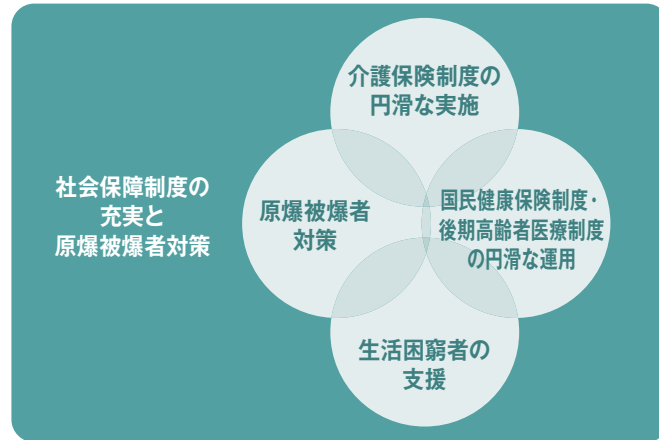 社会保障制度の
充実と
原爆被爆者対策
介護保険制度の
円滑な実施
原爆被爆者
対策
国民健康保険制度・
後期高齢者医療制度
の円滑な運用
生活困窮者の
支援